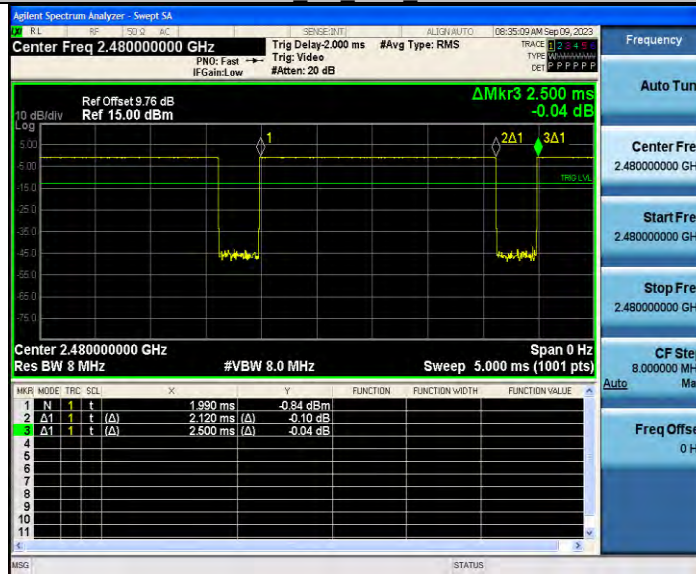 Agilent Spectrum Analyzer - Swept SA
RL RF 50 Ω AC SENSE:INT ALIGN AUTO 08:35:09 AM Sep 09, 2023
Center Freq 2.480000000 GHz
PNO: Fast
IFGain:Low
Trig Delay-2.000 ms
Trig: Video
#Atten: 20 dB
#Avg Type: RMS
TRACE 1 2 3 4 5 6
TYPE
DET P P P P P P
ΔMkr3 2.500 ms
-0.04 dB
Ref Offset 9.76 dB
10 dB/div Ref 15.00 dBm
Log
5.00
-5.00
-15.0
-25.0
-35.0
-45.0
-55.0
-65.0
-75.0
1
2Δ1
3Δ1
TRIG LVL
Center 2.480000000 GHz Span 0 Hz
Res BW 8 MHz #VBW 8.0 MHz Sweep 5.000 ms (1001 pts)
MKR MODE TRC SCL X Y FUNCTION FUNCTION WIDTH FUNCTION VALUE
1 N 1 t 1.990 ms -0.84 dBm
2 Δ1 1 t (Δ) 2.120 ms (Δ) -0.10 dB
3 Δ1 1 t (Δ) 2.500 ms (Δ) -0.04 dB
4
5
6
7
8
9
10
11
MSG STATUS
Frequency
Auto Tun
Center Fre
2.480000000 GH
Start Fre
2.480000000 GH
Stop Fre
2.480000000 GH
CF Ste
8.000000 MH
Auto Ma
Freq Offse
0 H